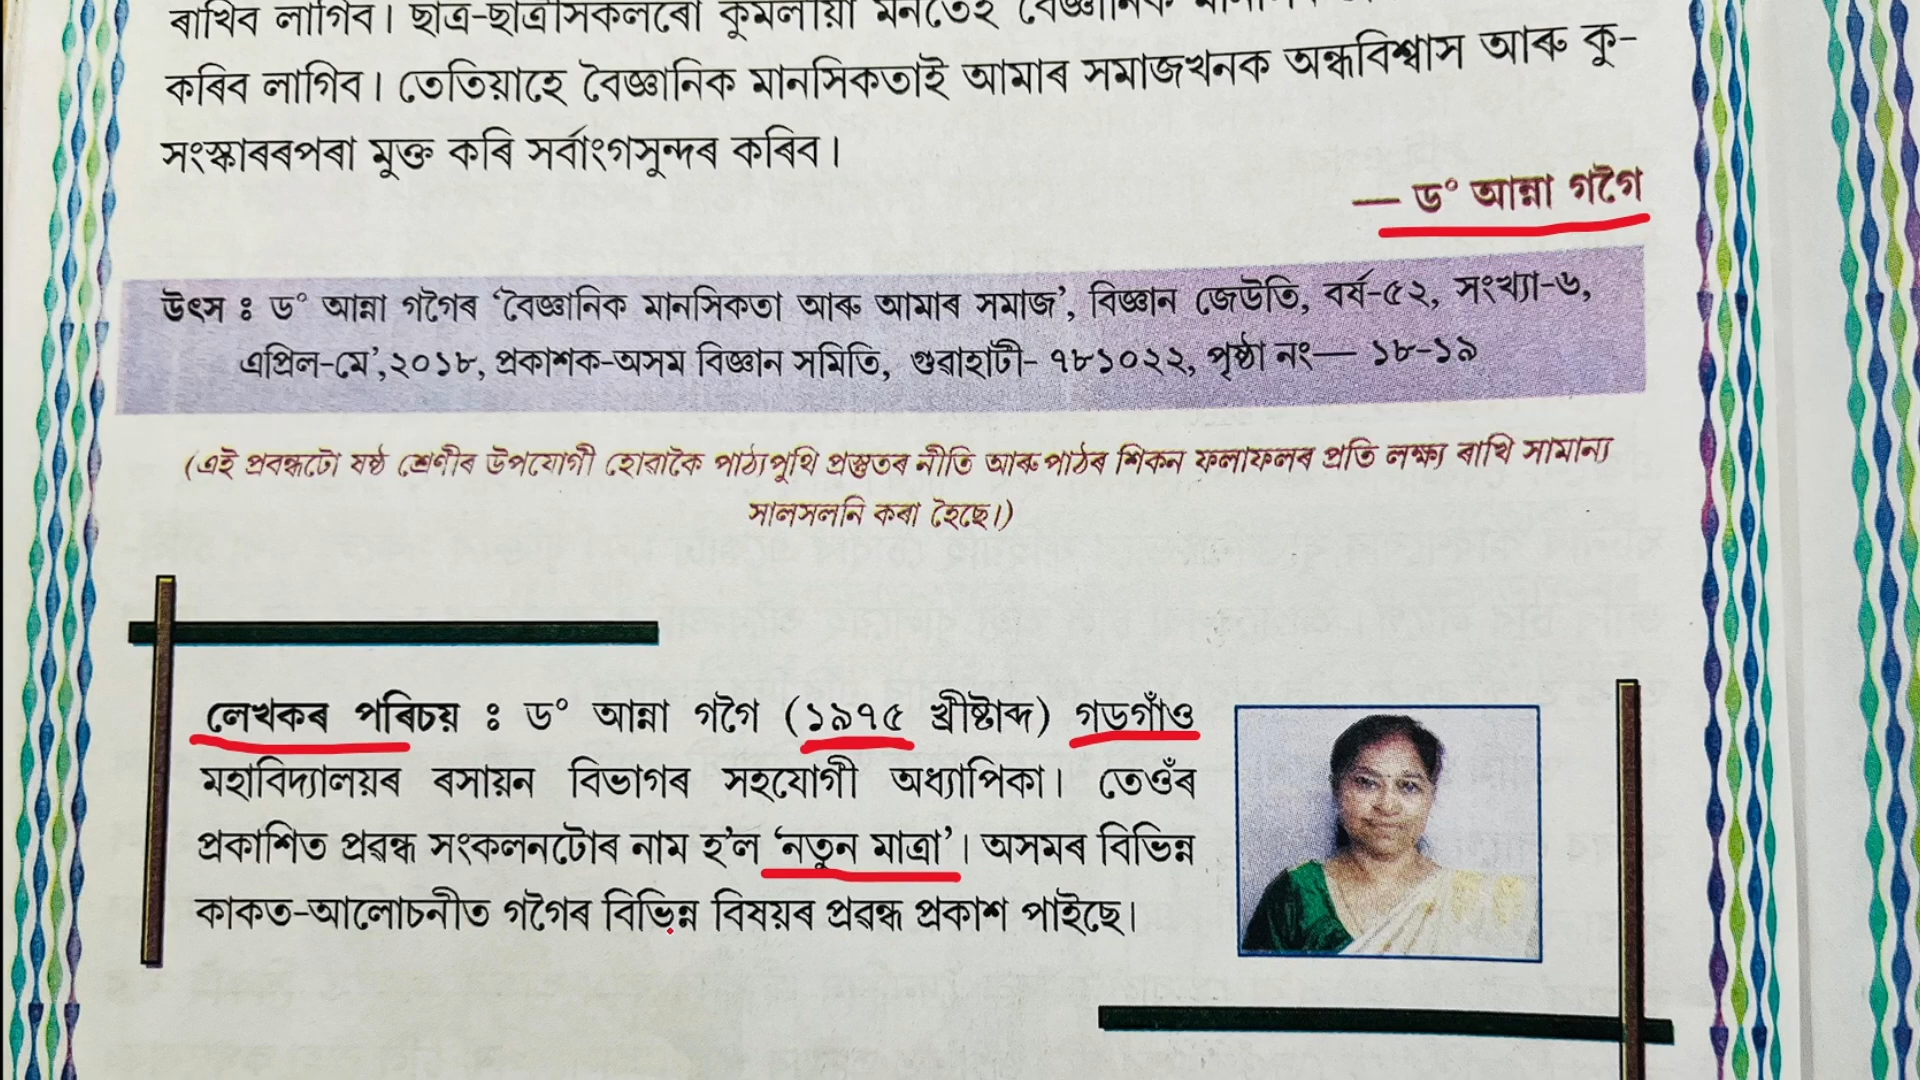 ৰাখিব লাগিব। ছাত্ৰ-ছাত্ৰীসকলৰো কুমলীয়া মনতেই বৈজ্ঞানিক
কৰিব লাগিব। তেতিয়াহে বৈজ্ঞানিক মানসিকতাই আমাৰ সমাজখনক অন্ধবিশ্বাস আৰু কু-
সংস্কাৰৰপৰা মুক্ত কৰি সৰ্বাংগসুন্দৰ কৰিব।
— ড° আন্না গগৈ
উৎস ঃ ড° আন্না গগৈৰ ‘বৈজ্ঞানিক মানসিকতা আৰু আমাৰ সমাজ’, বিজ্ঞান জেউতি, বৰ্ষ-৫২, সংখ্যা-৬,
এপ্ৰিল-মে’,২০১৮, প্ৰকাশক-অসম বিজ্ঞান সমিতি, গুৱাহাটী- ৭৮১০২২, পৃষ্ঠা নং— ১৮-১৯
(এই প্ৰবন্ধটো ষষ্ঠ শ্ৰেণীৰ উপযোগী হোৱাকৈ পাঠ্যপুথি প্ৰস্তুতৰ নীতি আৰু পাঠৰ শিকন ফলাফলৰ প্ৰতি লক্ষ্য ৰাখি সামান্য
সালসলনি কৰা হৈছে।)
লেখকৰ পৰিচয় ঃ ড° আন্না গগৈ (১৯৭৫ খ্ৰীষ্টাব্দ) গড়গাঁও
মহাবিদ্যালয়ৰ ৰসায়ন বিভাগৰ সহযোগী অধ্যাপিকা। তেওঁৰ
প্ৰকাশিত প্ৰৱন্ধ সংকলনটোৰ নাম হ’ল ‘নতুন মাত্ৰা’। অসমৰ বিভিন্ন
কাকত-আলোচনীত গগৈৰ বিভিন্ন বিষয়ৰ প্ৰৱন্ধ প্ৰকাশ পাইছে।